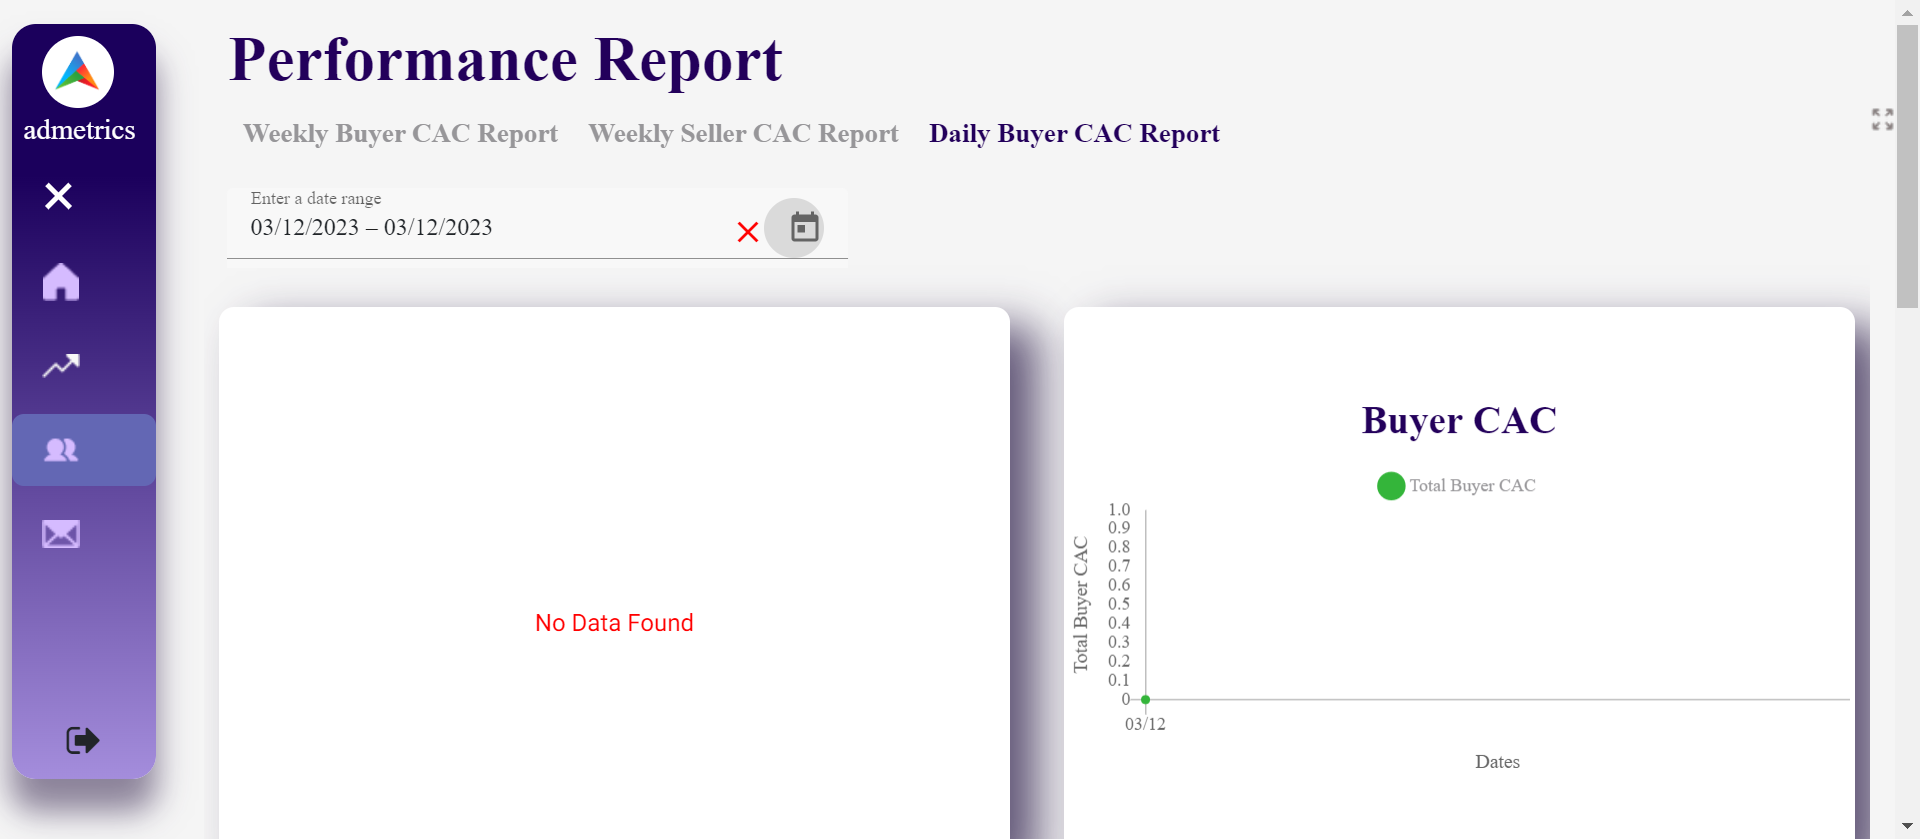 admetrics
Performance Report
Weekly Buyer CAC Report
Weekly Seller CAC Report
Daily Buyer CAC Report
Enter a date range
03/12/2023 – 03/12/2023
No Data Found
Buyer CAC
Total Buyer CAC
Total Buyer CAC
1.0
0.9
0.8
0.7
0.6
0.5
0.4
0.3
0.2
0.1
0
03/12
Dates